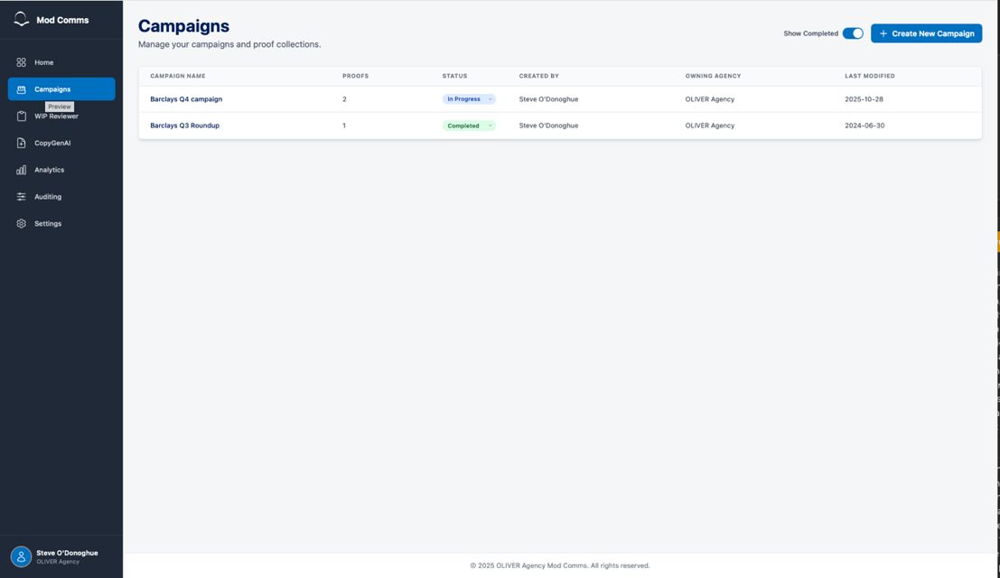 Mod Comms
Home
Campaigns
Preview
WIP Reviewer
CopyGenAI
Analytics
Auditing
Settings
Steve O'Donoghue
OLIVER Agency
Campaigns
Manage your campaigns and proof collections.
Show Completed
+ Create New Campaign
CAMPAIGN NAME PROOFS STATUS CREATED BY OWNING AGENCY LAST MODIFIED
Barclays Q4 campaign 2 In Progress Steve O'Donoghue OLIVER Agency 2025-10-28
Barclays Q3 Roundup 1 Completed Steve O'Donoghue OLIVER Agency 2024-06-30
© 2025 OLIVER Agency Mod Comms. All rights reserved.